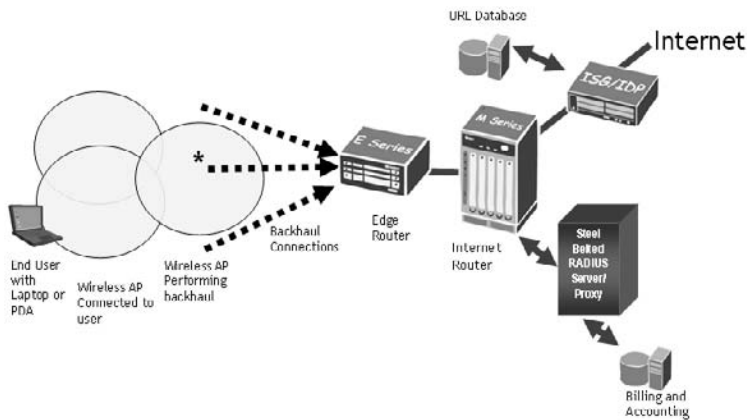 URL Database
Internet
ISG/IDP
M Series
E Series
*
Backhaul
Connections
Edge
Router
Internet
Router
Steel
Belted
RADIUS
Server/
Proxy
End User
with
Laptop or
PDA
Wireless AP
Connected to
user
Wireless AP
Performing
backhaul
Billing and
Accounting